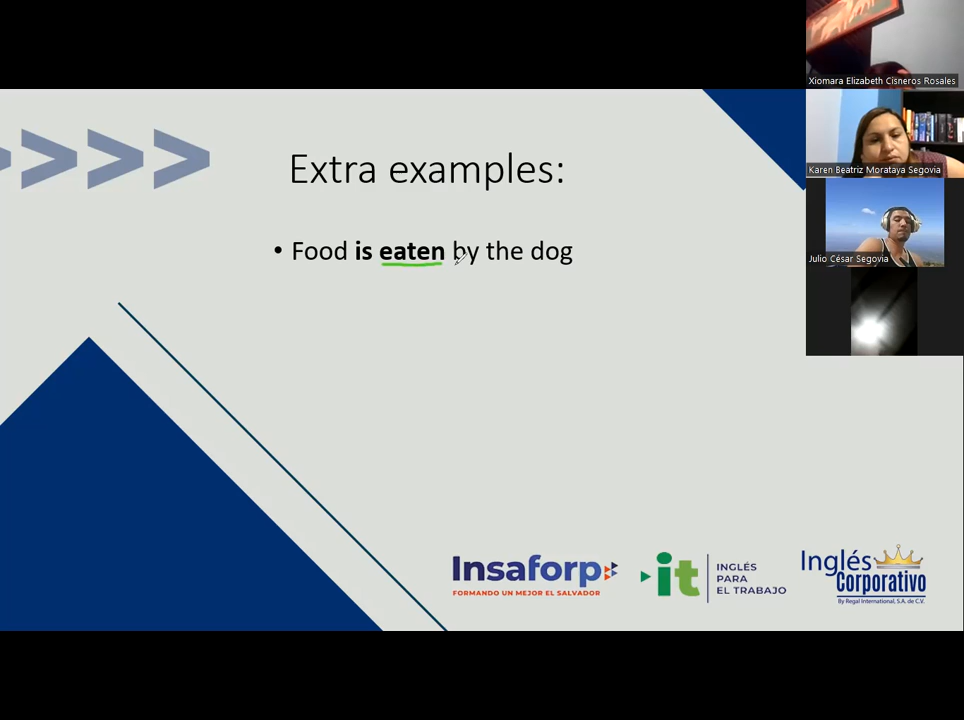 Xiomara Elizabeth Cisneros Rosales
Karen Beatriz Morataya Segovia
Julio César Segovia
>>>>
Extra examples:
• Food is eaten by the dog
Insaforp
FORMANDO UN MEJOR EL SALVADOR
it
INGLÉS
PARA
EL TRABAJO
Inglés
Corporativo
By Regal International, S.A. de C.V.